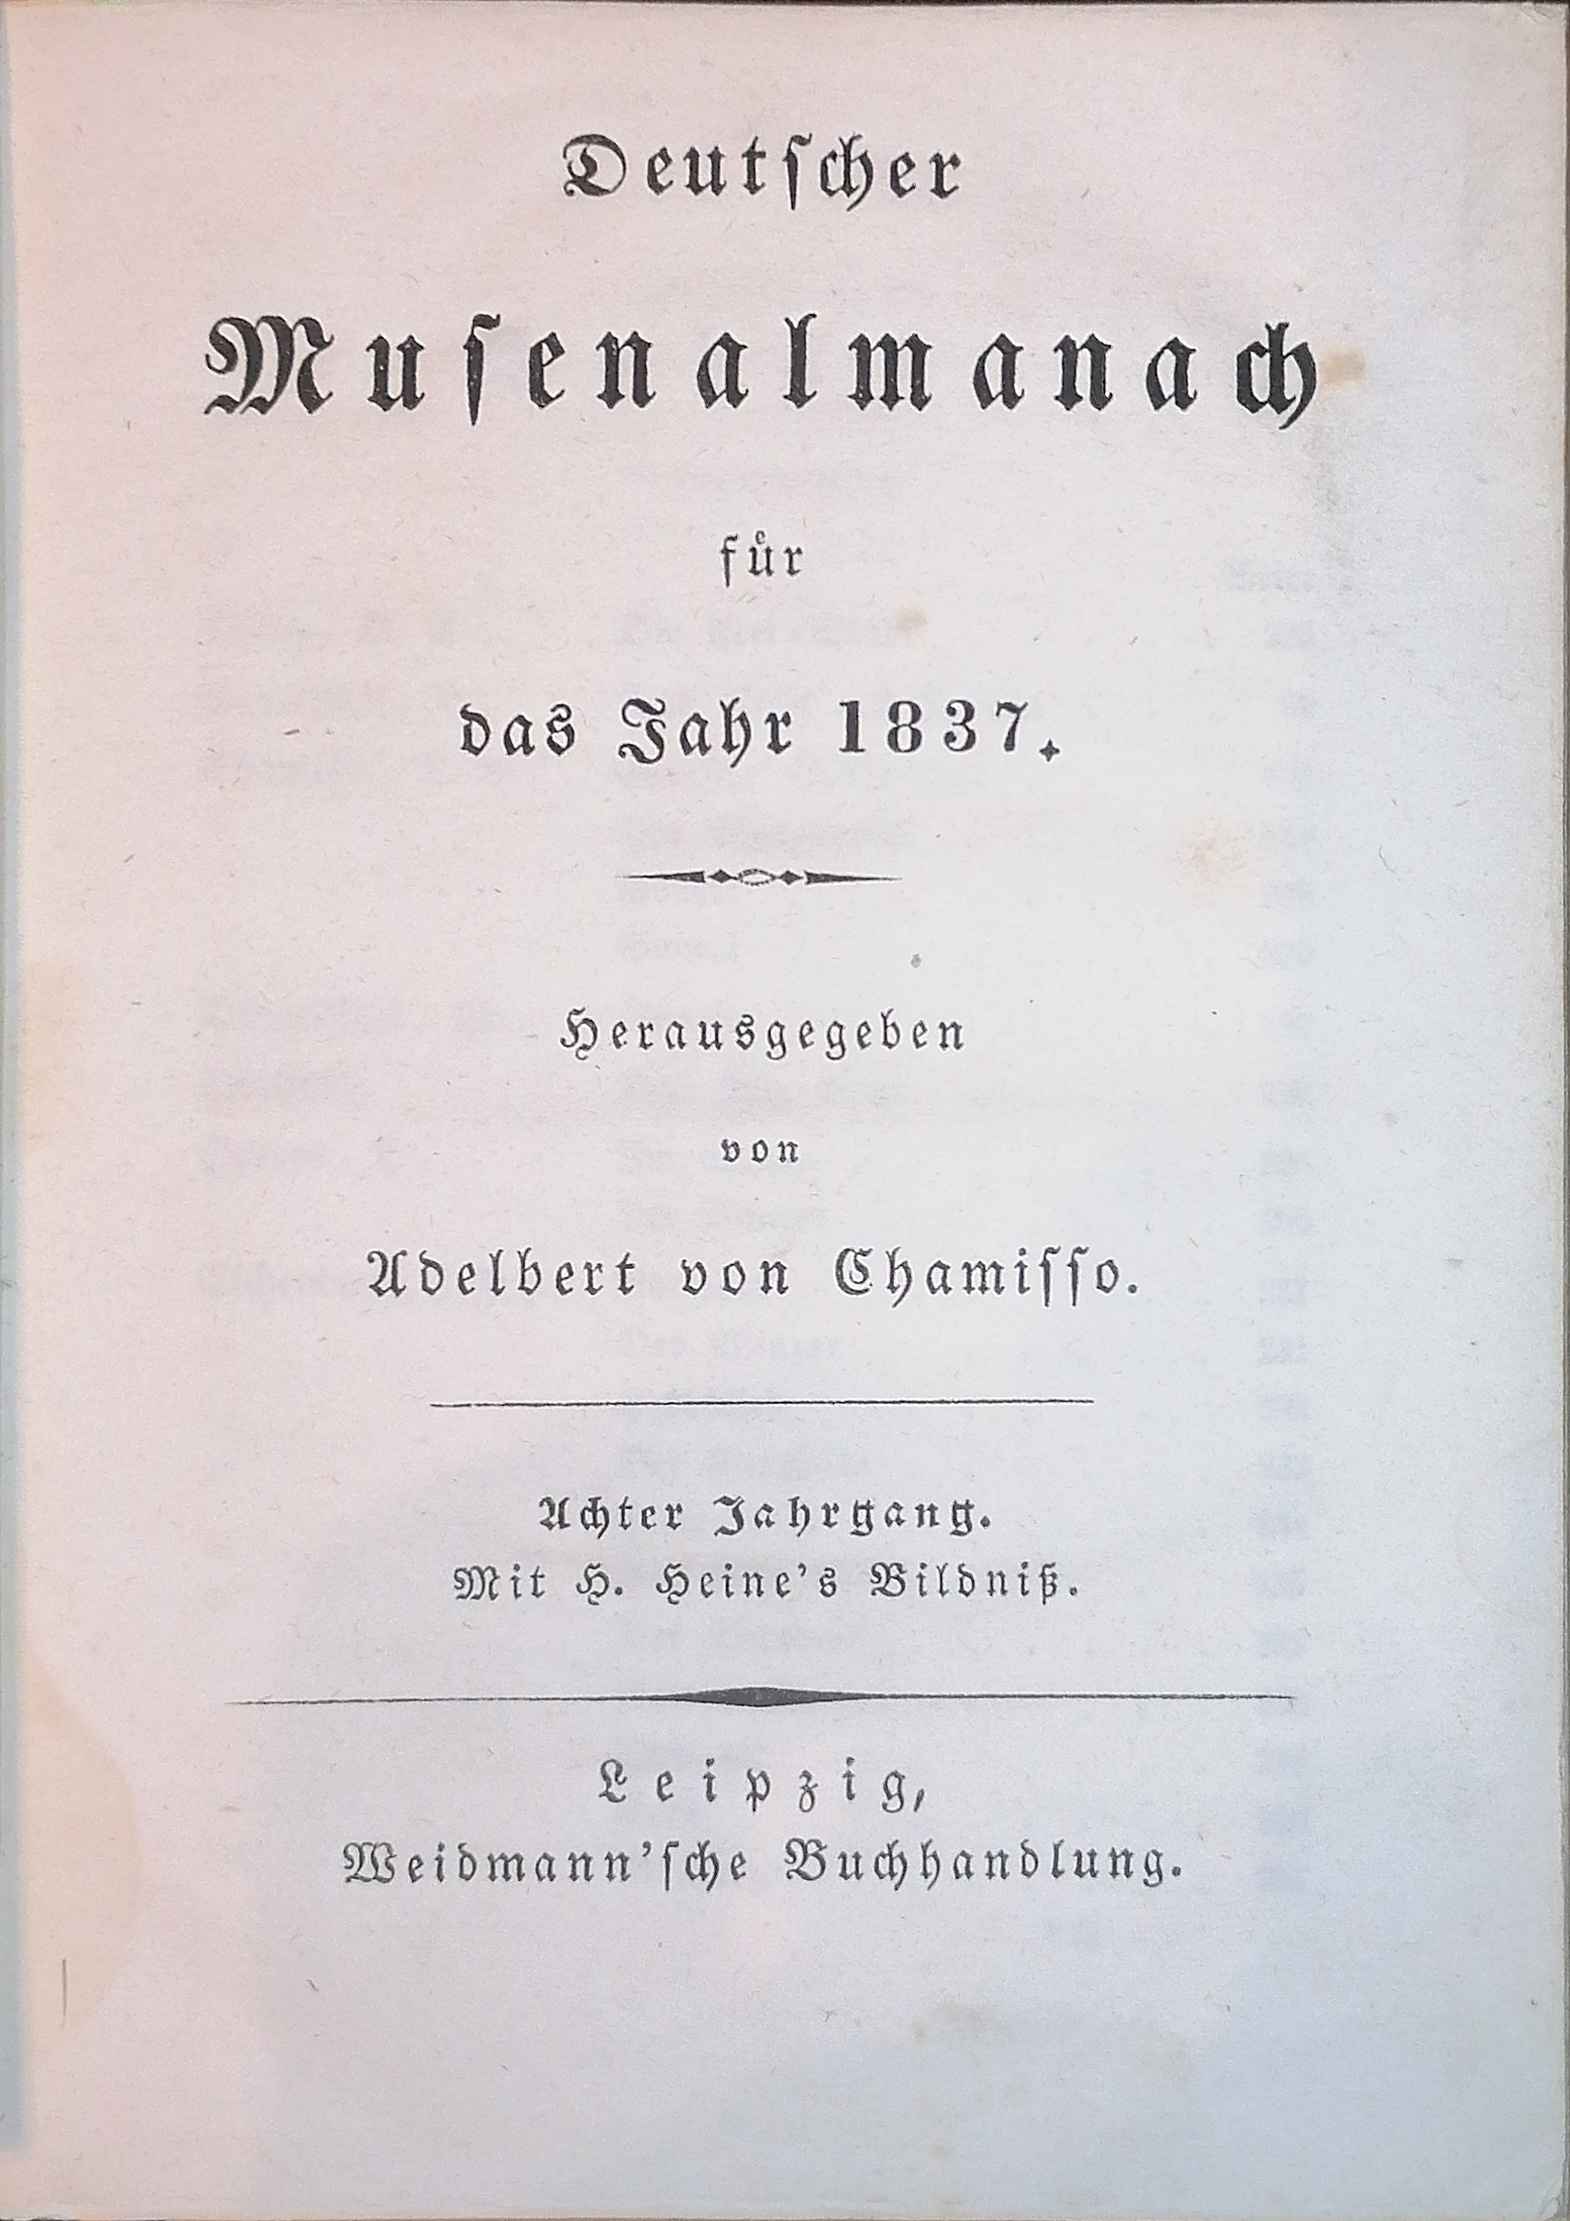 Deutſcher
Muſenalmanach
fuͤr
das Jahr 1837.
Herausgegeben
von
Adelbert von Chamiſſo.
Achter Jahrgang.
Mit H. Heine's Bildniß.
Leipzig,
Weidmann'ſche Buchhandlung.